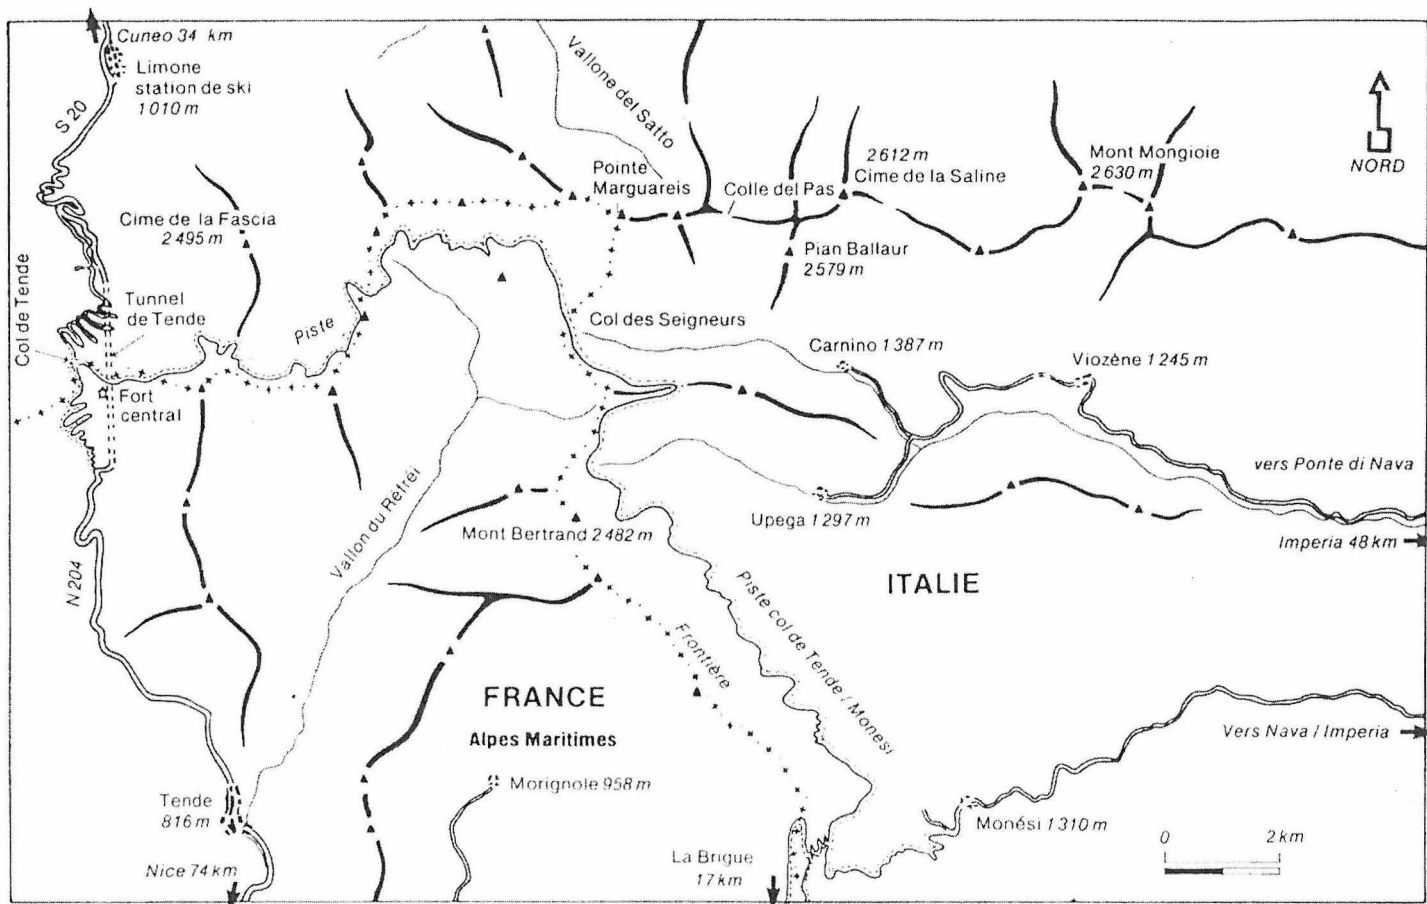 Cuneo 34 km
Limone
station de ski
1010 m
S 20
Vallone del Satto
Pointe
Marguareis
Colle del Pas
2612 m
Cime de la Saline
Mont Mongioie
2630 m
NORD
Cime de la Fascia
2495 m
Pian Ballaur
2579 m
Col de Tende
Tunnel
de Tende
Piste
Col des Seigneurs
Carnino 1387 m
Viozène 1245 m
Fort
central
vers Ponte di Nava
Vallon du Réfréi
Mont Bertrand 2482 m
Upega 1297 m
Imperia 48 km
N 204
ITALIE
Piste col de Tende / Monesi
Frontière
FRANCE
Alpes Maritimes
Vers Nava / Imperia
Morignole 958 m
Tende
816 m
Monési 1310 m
0 2 km
Nice 74 km
La Brigue
17 km